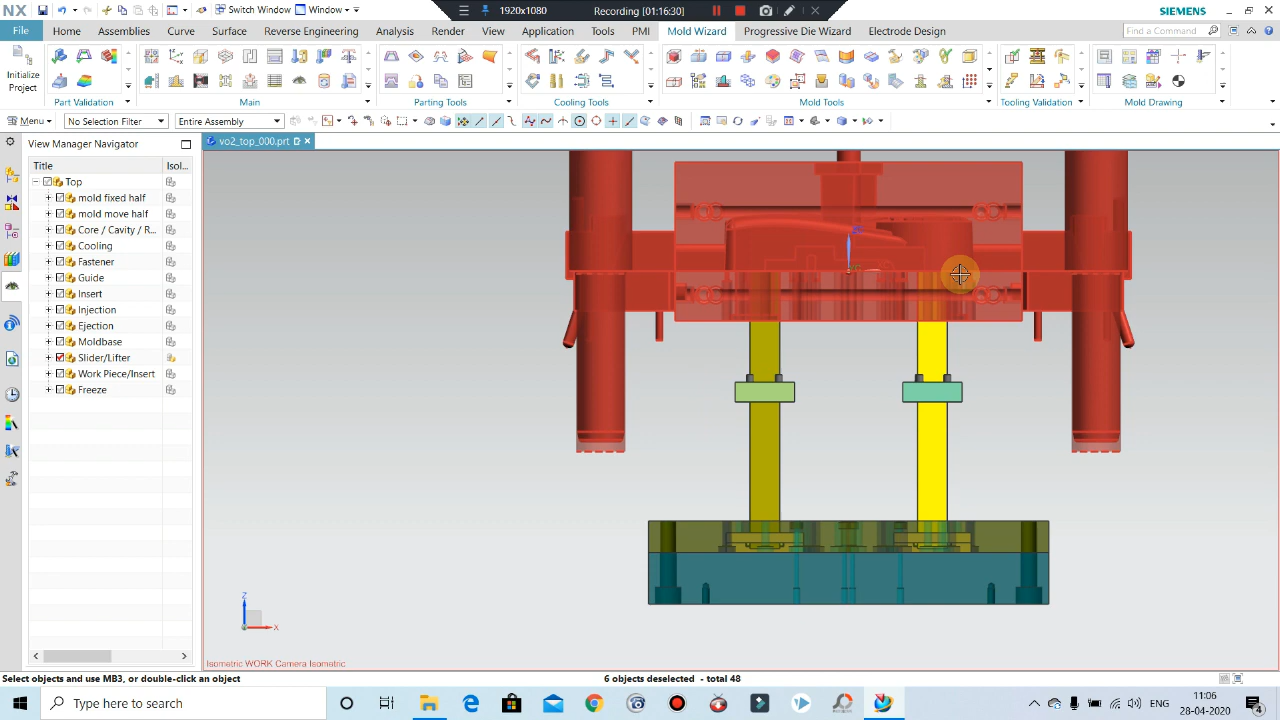 NX
Switch Window
Window
1920x1080
Recording [01:16:30]
SIEMENS
File
Home
Curve
Surface
Reverse Engineering
Analysis
Render
View
Application
Tools
PMI
Mold Wizard
Progressive Die Wizard
Electrode Design
Find a Command
Initialize
Project
Part Validation
Main
Parting Tools
Cooling Tools
Mold Tools
Tooling Validation
Mold Drawing
Menu
No Selection Filter
Entire Assembly
View Manager Navigator
vo2_top_000.prt
Title
Isol...
Top
mold fixed half
mold move half
Core / Cavity / R...
Cooling
Fastener
Guide
Insert
Injection
Ejection
Moldbase
Slider/Lifter
Work Piece/Insert
Freeze
Z
X
Isometric WORK Camera Isometric
Select objects and use MB3, or double-click an object
6 objects deselected - total 48
Type here to search
ENG
11:06
28-04-2020
4